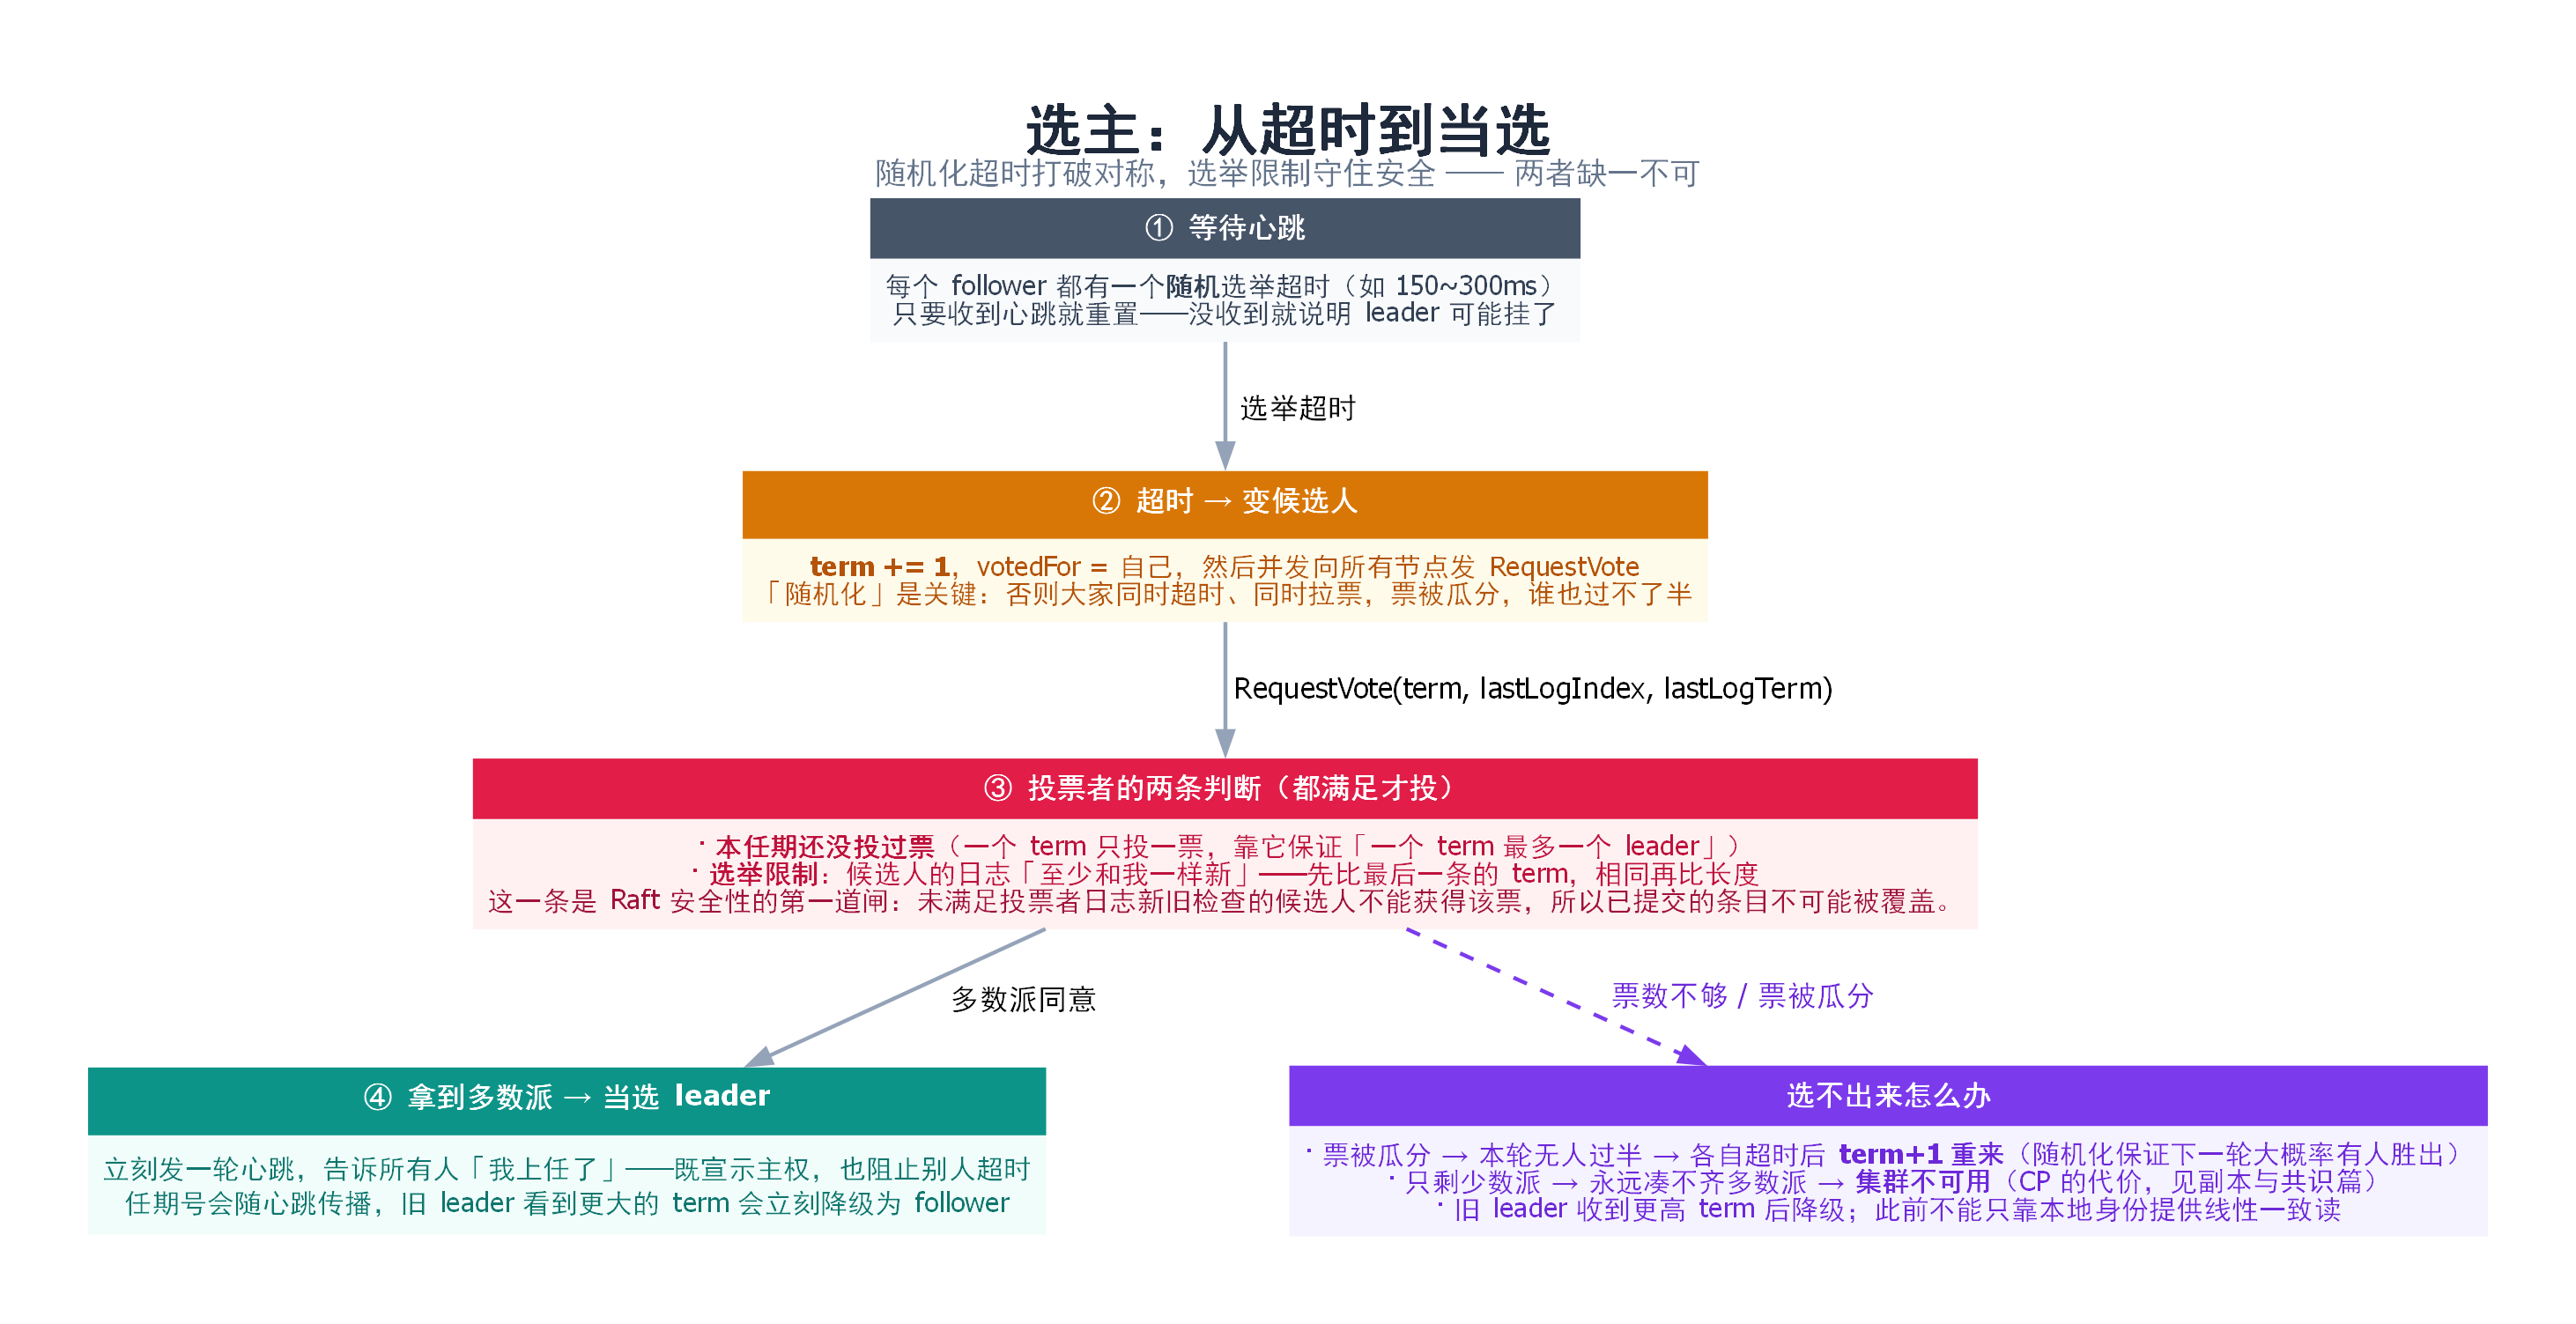 选主：从超时到当选
随机化超时打破对称，选举限制守住安全 —— 两者缺一不可
① 等待心跳
每个 follower 都有一个随机选举超时（如 150~300ms）
只要收到心跳就重置——没收到就说明 leader 可能挂了
选举超时
② 超时 → 变候选人
term += 1，votedFor = 自己，然后并发向所有节点发 RequestVote
「随机化」是关键：否则大家同时超时、同时拉票，票被瓜分，谁也过不了半
RequestVote(term, lastLogIndex, lastLogTerm)
③ 投票者的两条判断（都满足才投）
· 本任期还没投过票（一个 term 只投一票，靠它保证「一个 term 最多一个 leader」）
· 选举限制：候选人的日志「至少和我一样新」——先比最后一条的 term，相同再比长度
这一条是 Raft 安全性的第一道闸：未满足投票者日志新旧检查的候选人不能获得该票，所以已提交的条目不可能被覆盖。
多数派同意
票数不够 / 票被瓜分
④ 拿到多数派 → 当选 leader
立刻发一轮心跳，告诉所有人「我上任了」——既宣示主权，也阻止别人超时
任期号会随心跳传播，旧 leader 看到更大的 term 会立刻降级为 follower
选不出来怎么办
· 票被瓜分 → 本轮无人过半 → 各自超时后 term+1 重来（随机化保证下一轮大概率有人胜出）
· 只剩少数派 → 永远凑不齐多数派 → 集群不可用（CP 的代价，见副本与共识篇）
· 旧 leader 收到更高 term 后降级；此前不能只靠本地身份提供线性一致读